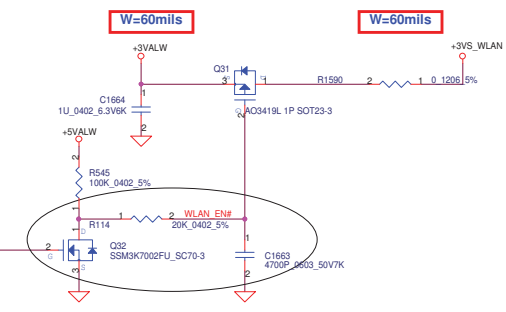 W=60mils
W=60mils
+3VALW
+3VS_WLAN
Q31
3
1
R1590
2
1
0_1206_5%
1
C1664
1U_0402_6.3V6K
2
AO3419L 1P SOT23-3
2
+5VALW
2
R545
100K_0402_5%
1
R114
1
2
WLAN_EN#
20K_0402_5%
1
D
Q32
2
G
SSM3K7002FU_SC70-3
S
3
1
C1663
4700P_0603_50V7K
2